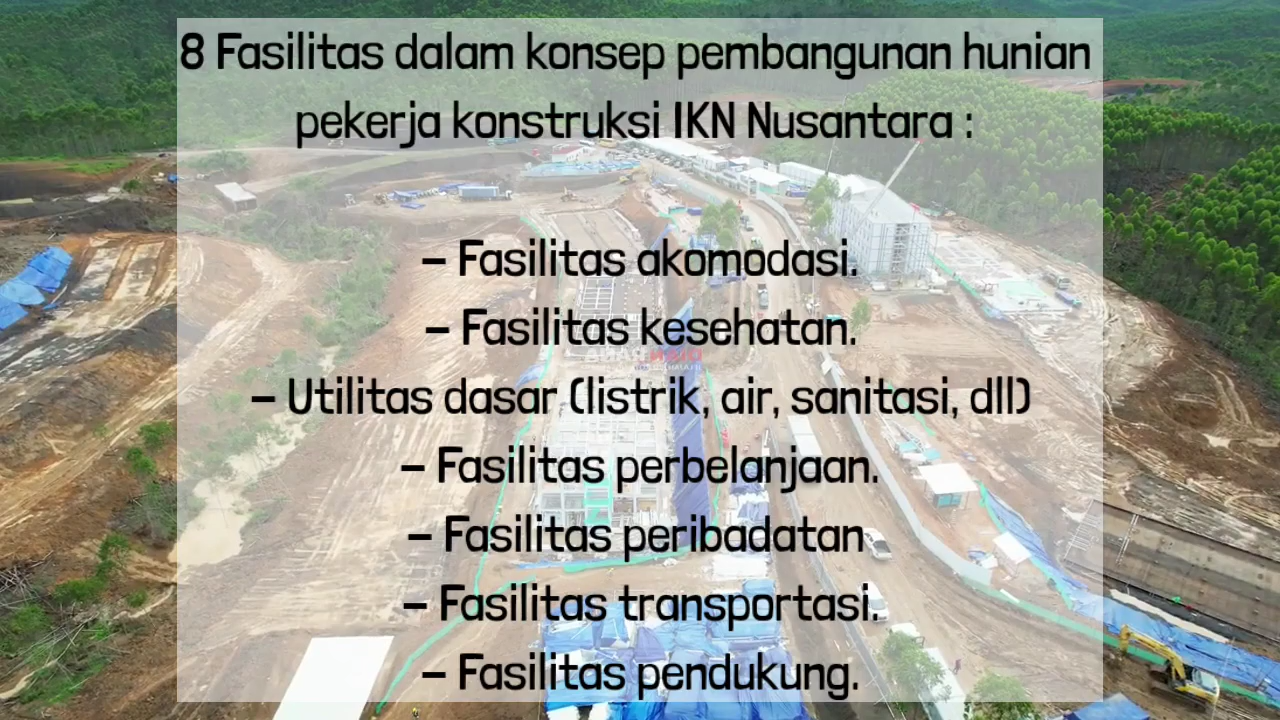 8 Fasilitas dalam konsep pembangunan hunian
pekerja konstruksi IKN Nusantara :
– Fasilitas akomodasi.
– Fasilitas kesehatan.
– Utilitas dasar (listrik, air, sanitasi, dll)
– Fasilitas perbelanjaan.
– Fasilitas peribadatan
– Fasilitas transportasi.
– Fasilitas pendukung.